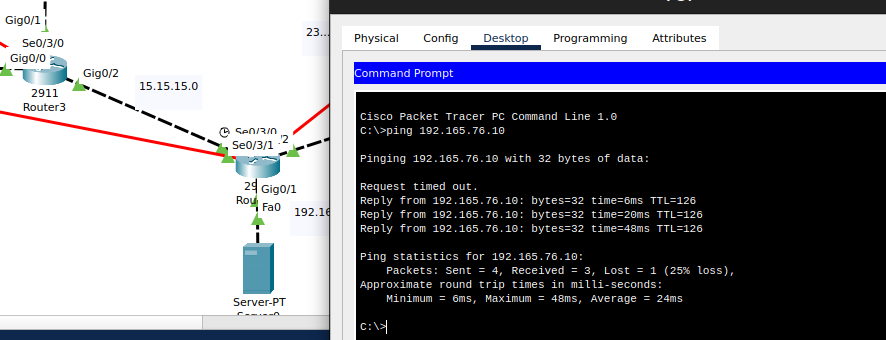 Gig0/1
Se0/3/0
Gig0/0
Gig0/2
2911
Router3
15.15.15.0
23...
Se0/3/0
/2
Se0/3/1
29
Rou
Gig0/1
Fa0
192.16
Server-PT
Physical
Config
Desktop
Programming
Attributes
Command Prompt
Cisco Packet Tracer PC Command Line 1.0
C:\>ping 192.165.76.10
Pinging 192.165.76.10 with 32 bytes of data:
Request timed out.
Reply from 192.165.76.10: bytes=32 time=6ms TTL=126
Reply from 192.165.76.10: bytes=32 time=20ms TTL=126
Reply from 192.165.76.10: bytes=32 time=48ms TTL=126
Ping statistics for 192.165.76.10:
Packets: Sent = 4, Received = 3, Lost = 1 (25% loss),
Approximate round trip times in milli-seconds:
Minimum = 6ms, Maximum = 48ms, Average = 24ms
C:\>